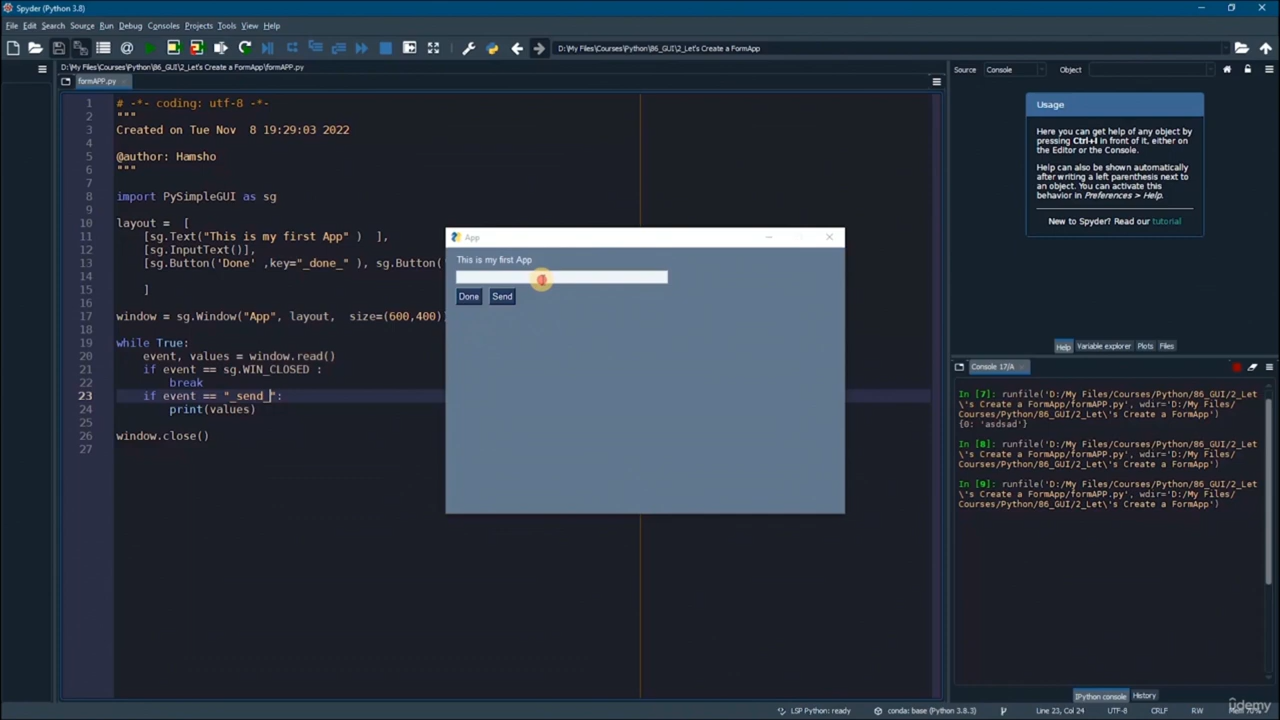 Spyder (Python 3.8)
File Edit Search Source Run Debug Consoles Projects Tools View Help
D:\My Files\Courses\Python\86_GUI\2_Let's Create a FormApp
D:\My Files\Courses\Python\86_GUI\2_Let's Create a FormApp\formAPP.py
Source Console Object
formAPP.py
1 # -*- coding: utf-8 -*-
2 """
3 Created on Tue Nov  8 19:29:03 2022
4
5 @author: Hamsho
6 """
7
8 import PySimpleGUI as sg
9
10 layout =  [
11 [sg.Text("This is my first App" )  ],
12 [sg.InputText()],
13 [sg.Button('Done' ,key="_done_" ), sg.Button('
14
15 ]
16
17 window = sg.Window("App", layout,  size=(600,400))
18
19 while True:
20 event, values = window.read()
21 if event == sg.WIN_CLOSED :
22 break
23 if event == "_send_":
24 print(values)
25
26 window.close()
27
App
This is my first App
Done Send
Usage
Here you can get help of any object by
pressing Ctrl+I in front of it, either on
the Editor or the Console.
Help can also be shown automatically
after writing a left parenthesis next to
an object. You can activate this
behavior in Preferences > Help.
New to Spyder? Read our tutorial
Help Variable explorer Plots Files
Console 17/A
In [7]: runfile('D:/My Files/Courses/Python/86_GUI/2_Let
\'s Create a FormApp/formAPP.py', wdir='D:/My Files/
Courses/Python/86_GUI/2_Let\'s Create a FormApp')
{0: 'asdsad'}
In [8]: runfile('D:/My Files/Courses/Python/86_GUI/2_Let
\'s Create a FormApp/formAPP.py', wdir='D:/My Files/
Courses/Python/86_GUI/2_Let\'s Create a FormApp')
In [9]: runfile('D:/My Files/Courses/Python/86_GUI/2_Let
\'s Create a FormApp/formAPP.py', wdir='D:/My Files/
Courses/Python/86_GUI/2_Let\'s Create a FormApp')
IPython console History
LSP Python: ready conda: base (Python 3.8.3) Line 23, Col 24 UTF-8 CRLF RW
ûdemy